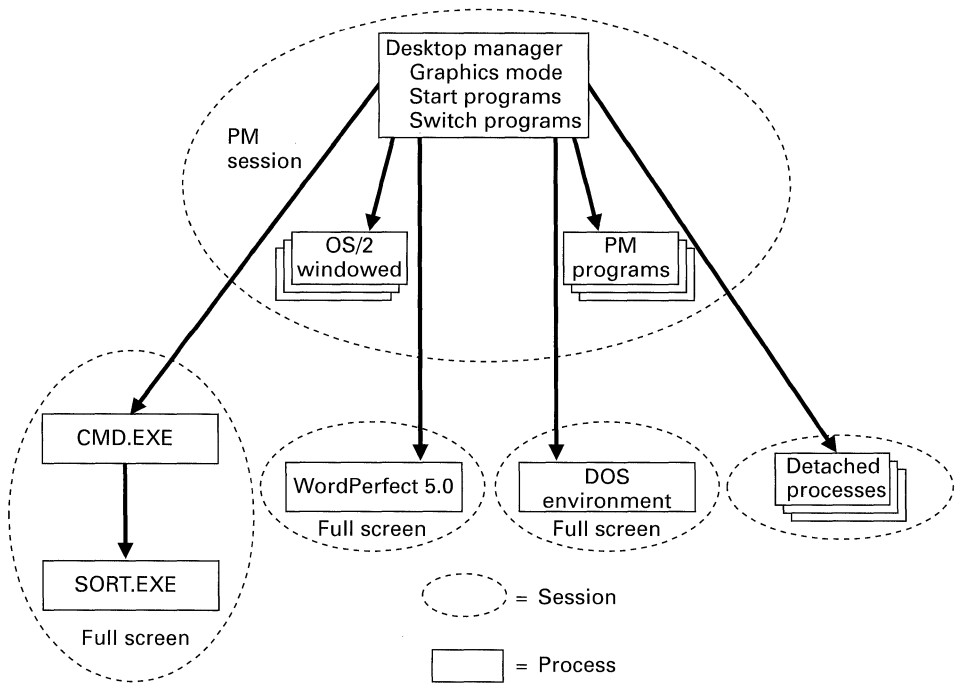 Desktop manager
Graphics mode
Start programs
Switch programs
PM
session
OS/2
windowed
PM
programs
CMD.EXE
SORT.EXE
Full screen
WordPerfect 5.0
Full screen
DOS
environment
Full screen
Detached
processes
= Session
= Process